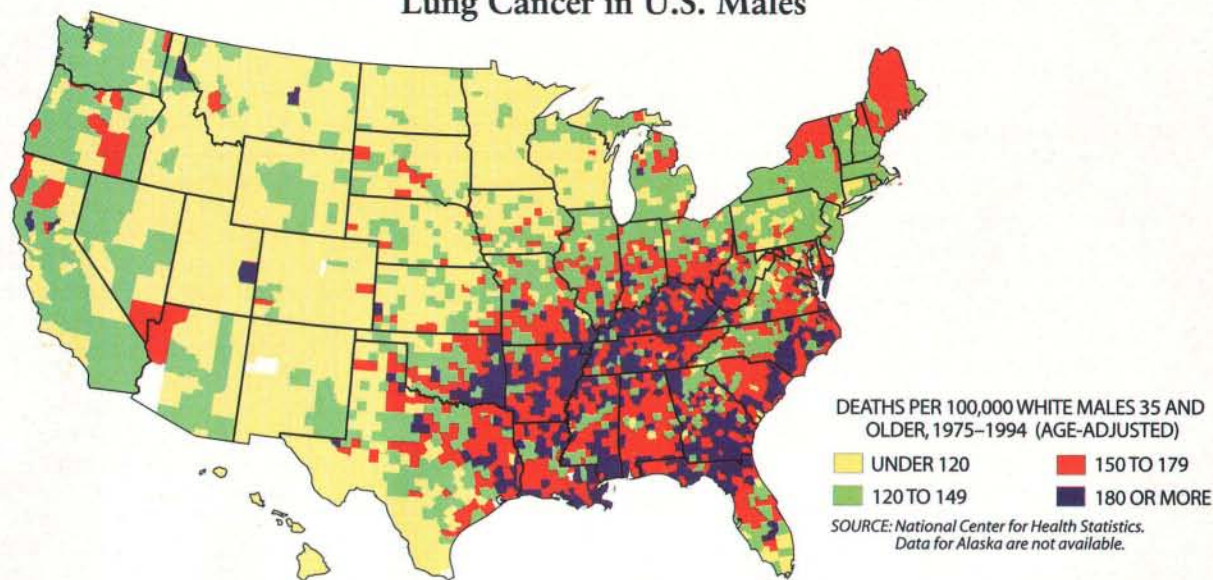 Lung Cancer in U.S. Males
DEATHS PER 100,000 WHITE MALES 35 AND
OLDER, 1975–1994 (AGE-ADJUSTED)
UNDER 120
150 TO 179
120 TO 149
180 OR MORE
SOURCE: National Center for Health Statistics.
Data for Alaska are not available.